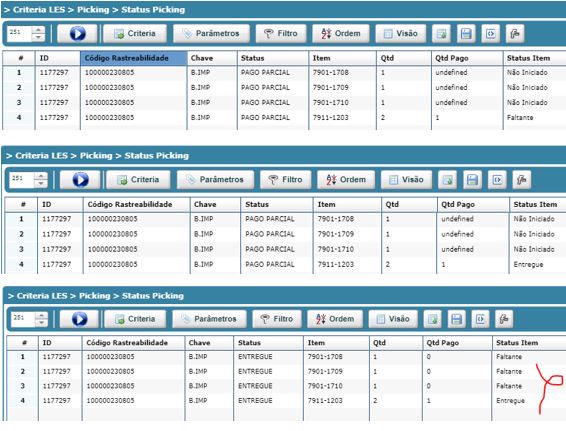 > Criteria LES > Picking > Status Picking
251 Criteria Parámetros Filtro Ordem Visão
# ID Código Rastreabilidade Chave Status Item Qtd Qtd Pago Status Item
1 1177297 100000230805 B.IMP PAGO PARCIAL 7901-1708 1 undefined Não Iniciado
2 1177297 100000230805 B.IMP PAGO PARCIAL 7901-1709 1 undefined Não Iniciado
3 1177297 100000230805 B.IMP PAGO PARCIAL 7901-1710 1 undefined Não Iniciado
4 1177297 100000230805 B.IMP PAGO PARCIAL 7911-1203 2 1 Faltante
> Criteria LES > Picking > Status Picking
251 Criteria Parámetros Filtro Ordem Visão
# ID Código Rastreabilidade Chave Status Item Qtd Qtd Pago Status Item
1 1177297 100000230805 B.IMP PAGO PARCIAL 7901-1708 1 undefined Não Iniciado
2 1177297 100000230805 B.IMP PAGO PARCIAL 7901-1709 1 undefined Não Iniciado
3 1177297 100000230805 B.IMP PAGO PARCIAL 7901-1710 1 undefined Não Iniciado
4 1177297 100000230805 B.IMP PAGO PARCIAL 7911-1203 2 1 Entregue
> Criteria LES > Picking > Status Picking
251 Criteria Parámetros Filtro Ordem Visão
# ID Código Rastreabilidade Chave Status Item Qtd Qtd Pago Status Item
1 1177297 100000230805 B.IMP ENTREGUE 7901-1708 1 0 Faltante
2 1177297 100000230805 B.IMP ENTREGUE 7901-1709 1 0 Faltante
3 1177297 100000230805 B.IMP ENTREGUE 7901-1710 1 0 Faltante
4 1177297 100000230805 B.IMP ENTREGUE 7911-1203 2 1 Entregue